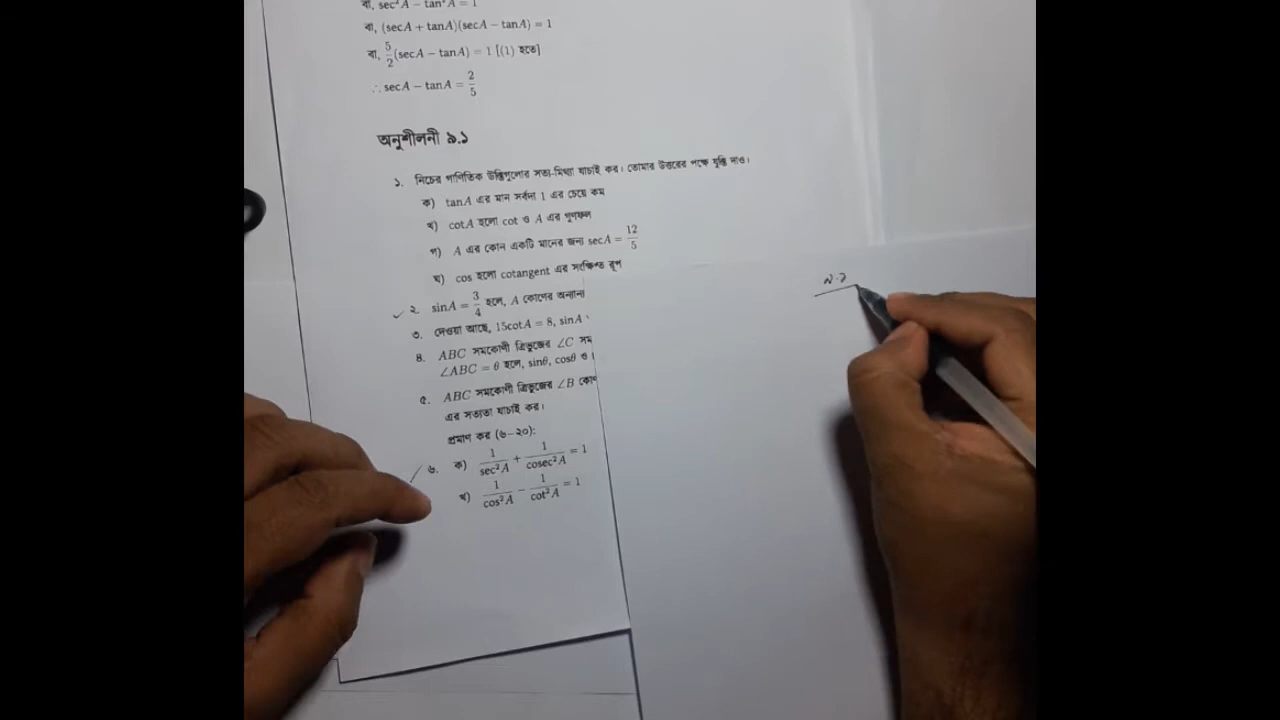 বা, sec²A − tan²A = 1
বা, (secA + tanA)(secA − tanA) = 1
বা, 5/2(secA − tanA) = 1 [(1) হতে]
∴ secA − tanA = 2/5
অনুশীলনী ৯.১
১. নিচের গাণিতিক উক্তিগুলোর সত্য-মিথ্যা যাচাই কর। তোমার উত্তরের পক্ষে যুক্তি দাও।
ক) tanA এর মান সর্বদা 1 এর চেয়ে কম
খ) cotA হলো cot ও A এর গুণফল
গ) A এর কোন একটি মানের জন্য secA = 12/5
ঘ) cos হলো cotangent এর সংক্ষিপ্ত রূপ
২. sinA = 3/4 হলে, A কোণের অন্যান্য
৩. দেওয়া আছে, 15cotA = 8, sinA
৪. ABC সমকোণী ত্রিভুজের ∠C সম
∠ABC = θ হলে, sinθ, cosθ ও
৫. ABC সমকোণী ত্রিভুজের ∠B কোণ
এর সত্যতা যাচাই কর।
প্রমাণ কর (৬-২০):
৬. ক) 1/sec²A + 1/cosec²A = 1
খ) 1/cos²A − 1/cot²A = 1
৯.১